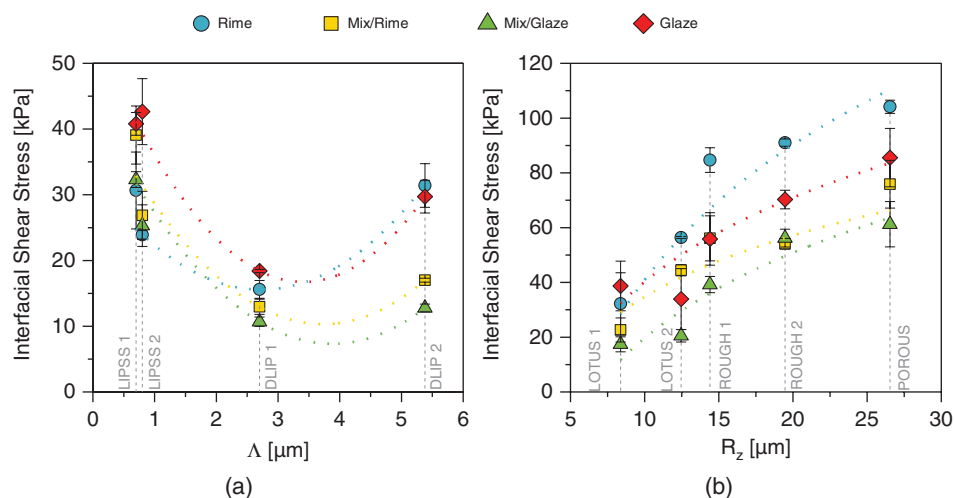 Rime Mix/Rime Mix/Glaze Glaze
(a)
Interfacial Shear Stress [kPa]
50
40
30
20
10
0
LIPSS 1
LIPSS 2
DLIP 1
DLIP 2
0 1 2 3 4 5 6
Λ [µm]
(b)
Interfacial Shear Stress [kPa]
120
100
80
60
40
20
0
LOTUS 1
LOTUS 2
ROUGH 1
ROUGH 2
POROUS
5 10 15 20 25 30
Rz [µm]
(a) (b)